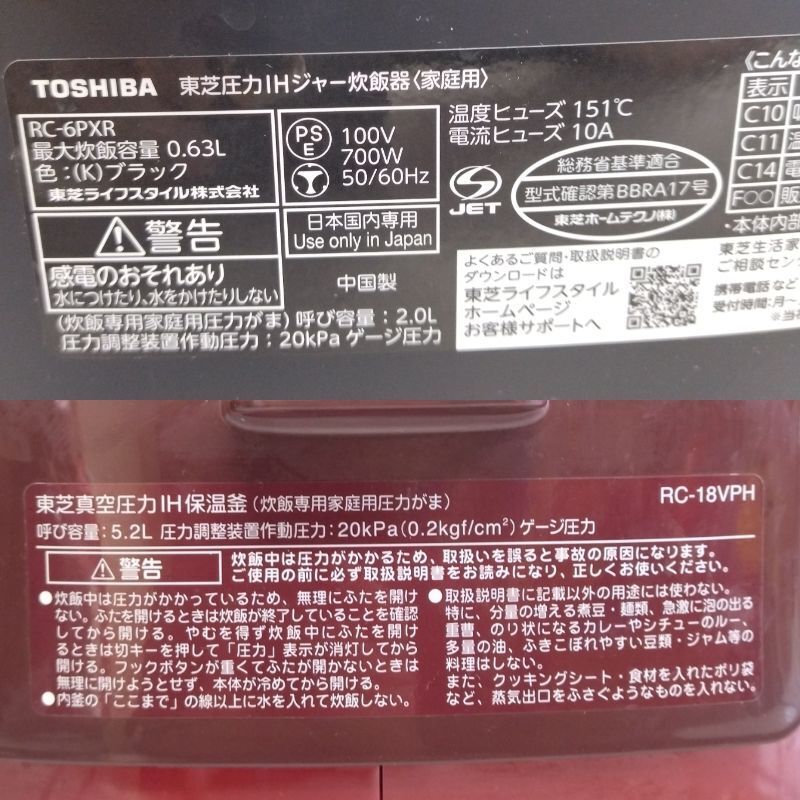 TOSHIBA 東芝圧力IHジャー炊飯器〈家庭用〉
RC-6PXR
最大炊飯容量 0.63L
色:(K)ブラック
東芝ライフスタイル株式会社
PS
E
100V
700W
50/60Hz
温度ヒューズ 151℃
電流ヒューズ 10A
JET
総務省基準適合
型式確認第BBRA17号
東芝ホームテクノ(株)
《こんな
表示
C10
C11 温
C14 電
F○○ 販
・本体内部
警告
感電のおそれあり
水につけたり、水をかけたりしない
日本国内専用
Use only in Japan
中国製
(炊飯専用家庭用圧力がま) 呼び容量:2.0L
圧力調整装置作動圧力:20kPa ゲージ圧力
よくあるご質問・取扱説明書の
ダウンロードは
東芝ライフスタイル
ホームページ
お客様サポートへ
東芝生活家
ご相談セン
携帯電話など
受付時間:月～
※当社
東芝真空圧力IH保温釜(炊飯専用家庭用圧力がま)
RC-18VPH
呼び容量:5.2L 圧力調整装置作動圧力:20kPa(0.2kgf/cm²)ゲージ圧力
警告
炊飯中は圧力がかかるため、取扱いを誤ると事故の原因になります。
ご使用の前に必ず取扱説明書をお読みになり、正しくお使いください。
●炊飯中は圧力がかかっているため、無理にふたを開け
ない。ふたを開けるときは炊飯が終了していることを確認
してから開ける。やむを得ず炊飯中にふたを開け
るときは切キーを押して「圧力」表示が消灯してから
開ける。フックボタンが重くてふたが開かないときは
無理に開けようとせず、本体が冷めてから開ける。
●内釜の「ここまで」の線以上に水を入れて炊飯しない。
●取扱説明書に記載以外の用途には使わない。
特に、分量の増える煮豆・麺類、急激に泡の出る
重曹、のり状になるカレーやシチューのルー、
多量の油、ふきこぼれやすい豆類・ジャム等の
料理はしない。
また、クッキングシート・食材を入れたポリ袋
など、蒸気出口をふさぐようなものを入れない。